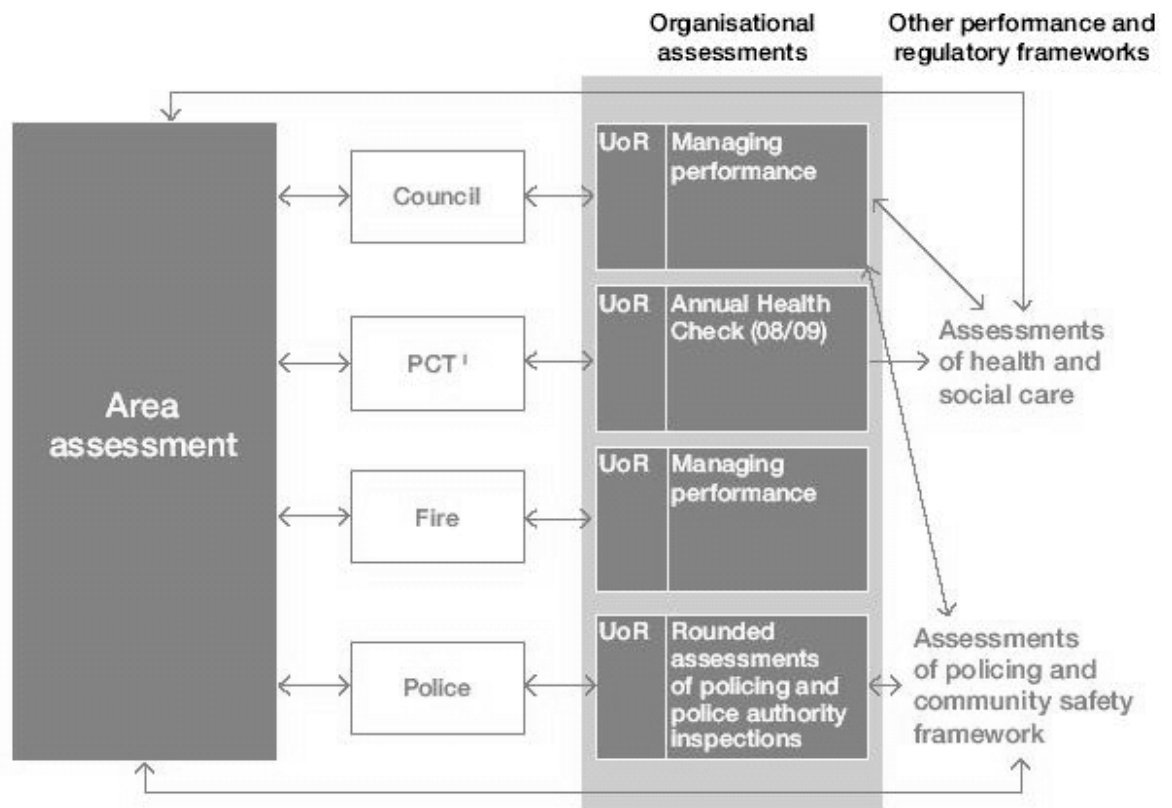 Organisational
assessments
Other performance and
regulatory frameworks
Area
assessment
Council
UoR
Managing
performance
PCT ¹
UoR
Annual Health
Check (08/09)
Assessments
of health and
social care
Fire
UoR
Managing
performance
Police
UoR
Rounded
assessments
of policing and
police authority
inspections
Assessments
of policing and
community safety
framework